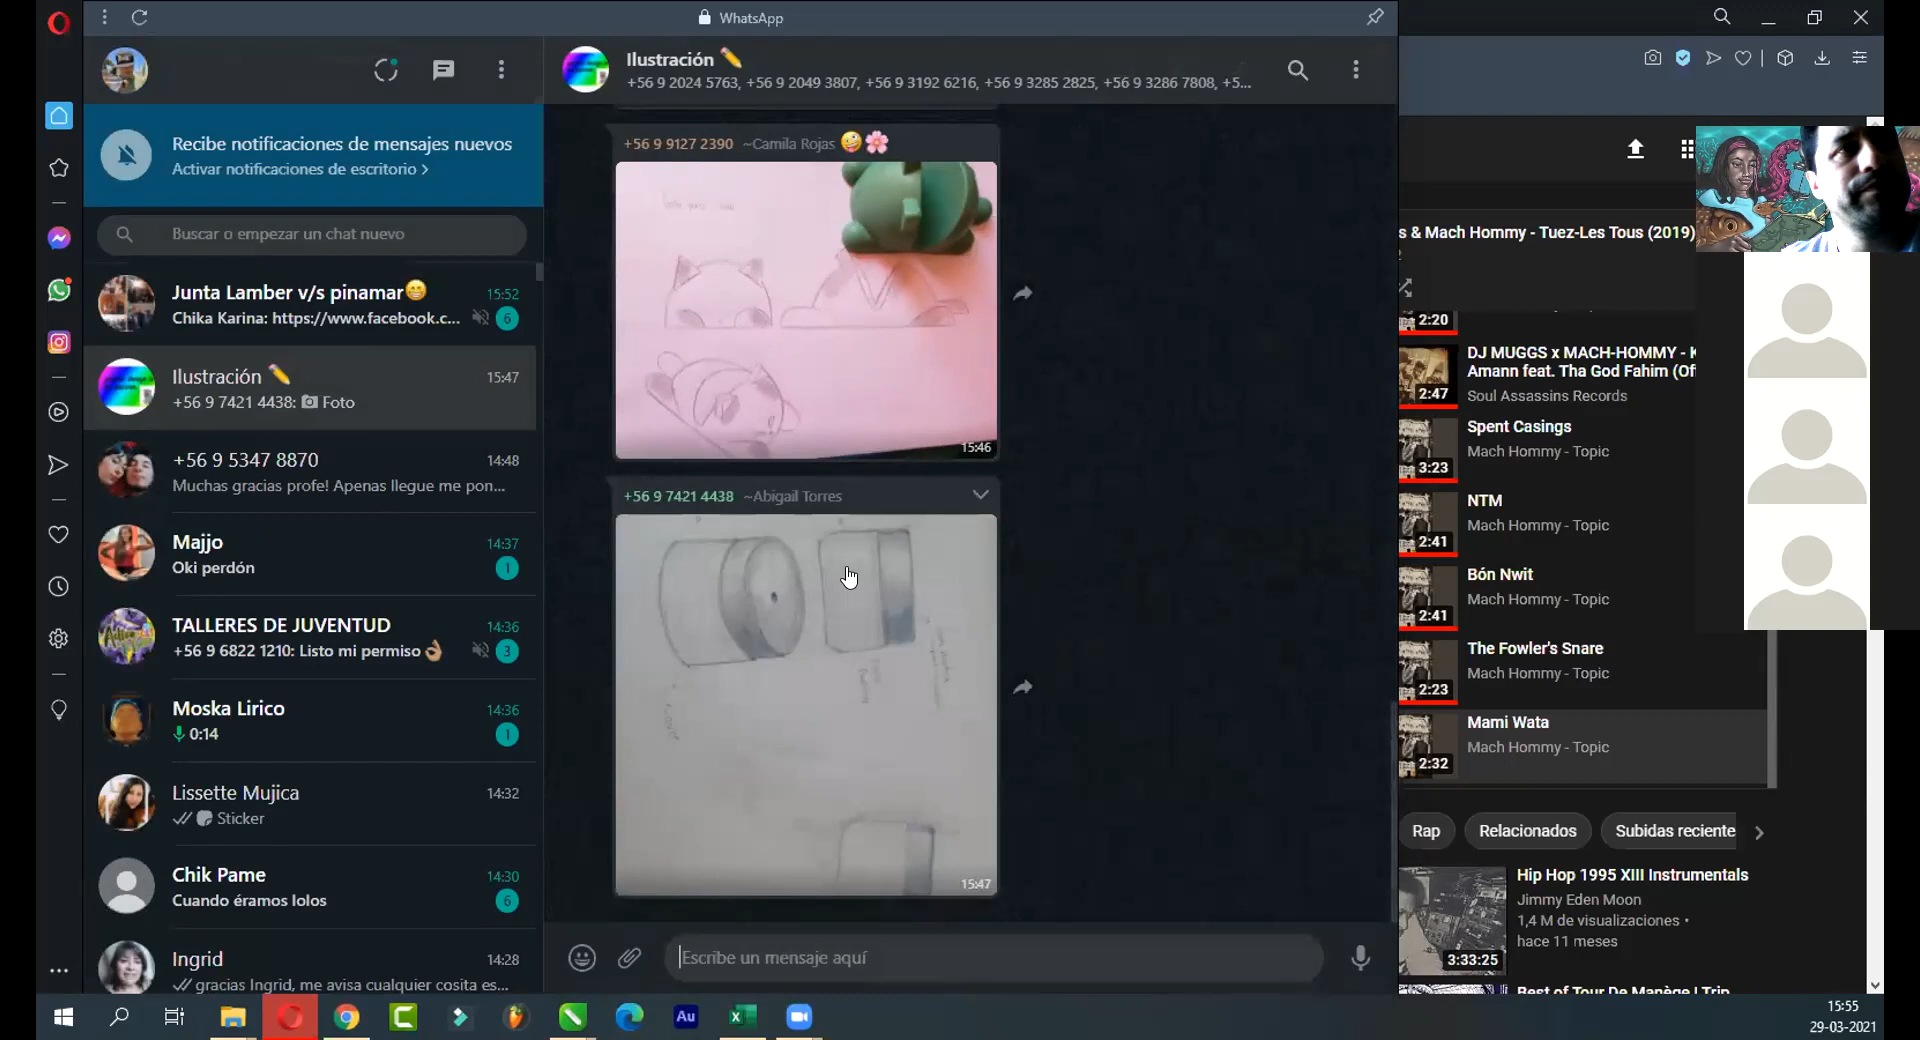 WhatsApp
Ilustración ✏️
+56 9 2024 5763, +56 9 2049 3807, +56 9 3192 6216, +56 9 3285 2825, +56 9 3286 7808, +5...
Recibe notificaciones de mensajes nuevos
Activar notificaciones de escritorio >
Buscar o empezar un chat nuevo
Junta Lamber v/s pinamar😁 15:52
Chika Karina: https://www.facebook.c... 6
Ilustración ✏️ 15:47
+56 9 7421 4438: 📷 Foto
+56 9 5347 8870 14:48
Muchas gracias profe! Apenas llegue me pon...
Majjo 14:37
Oki perdón 1
TALLERES DE JUVENTUD 14:36
+56 9 6822 1210: Listo mi permiso👌🏽 3
Moska Lirico 14:36
0:14 1
Lissette Mujica 14:32
Sticker
Chik Pame 14:30
Cuando éramos lolos 6
Ingrid 14:28
gracias Ingrid, me avisa cualquier cosita es...
+56 9 9127 2390 ~Camila Rojas 🤪🌸
15:46
+56 9 7421 4438 ~Abigail Torres
15:47
Escribe un mensaje aquí
s & Mach Hommy - Tuez-Les Tous (2019)
2:20
DJ MUGGS x MACH-HOMMY - K
Amann feat. Tha God Fahim (Of
Soul Assassins Records
2:47
Spent Casings
Mach Hommy - Topic
3:23
NTM
Mach Hommy - Topic
2:41
Bón Nwit
Mach Hommy - Topic
2:41
The Fowler's Snare
Mach Hommy - Topic
2:23
Mami Wata
Mach Hommy - Topic
2:32
Rap Relacionados Subidas reciente
Hip Hop 1995 XIII Instrumentals
Jimmy Eden Moon
1,4 M de visualizaciones •
hace 11 meses
3:33:25
Best of Tour De Manège | Trip
Au
15:55
29-03-2021